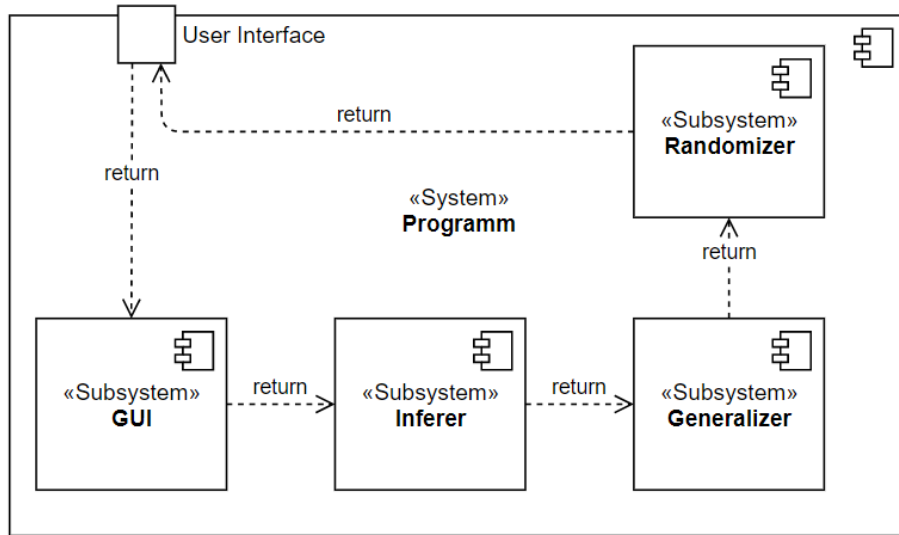 User Interface
«Subsystem»
Randomizer
return
return
«System»
Programm
return
«Subsystem»
GUI
return
«Subsystem»
Inferer
return
«Subsystem»
Generalizer